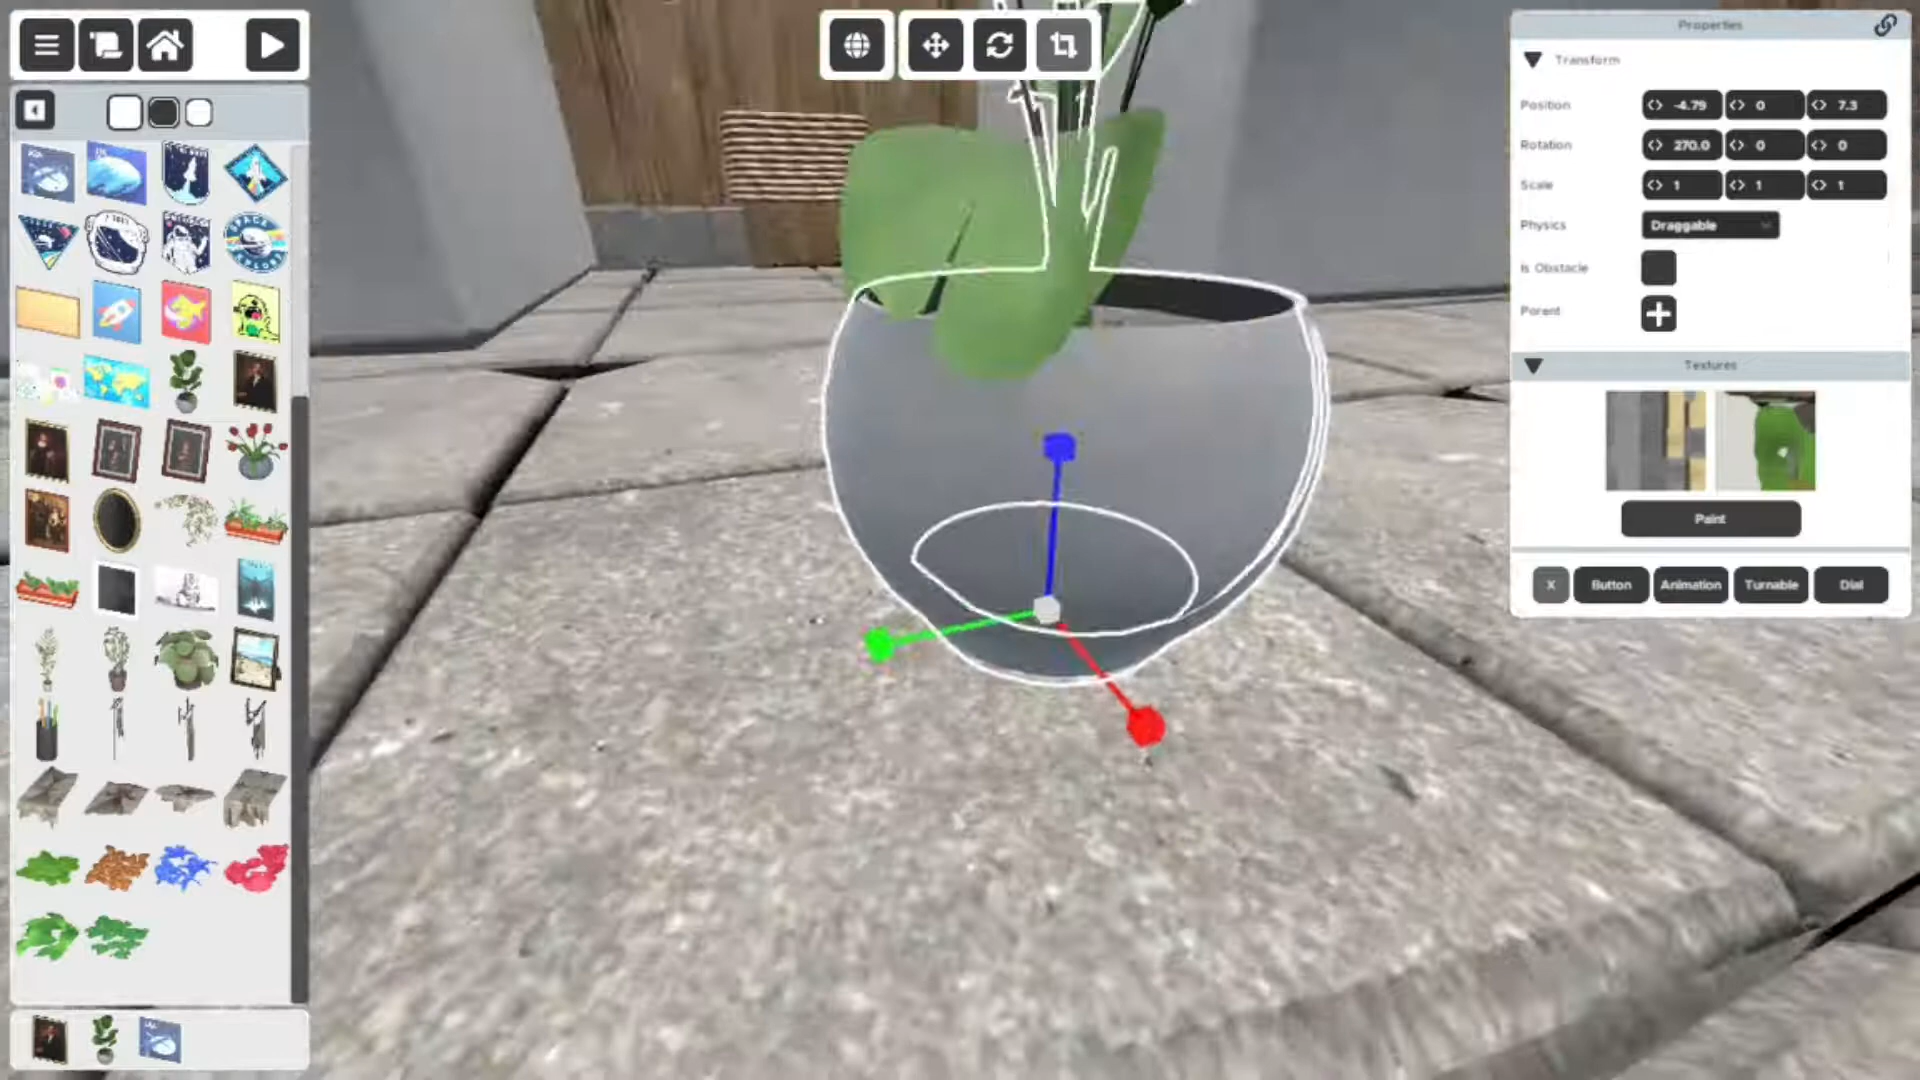 Properties
Transform
Position -4.79 0 7.3
Rotation 270.0 0 0
Scale 1 1 1
Physics Draggable
Is Obstacle
Parent
Textures
Paint
X Button Animation Turnable Dial